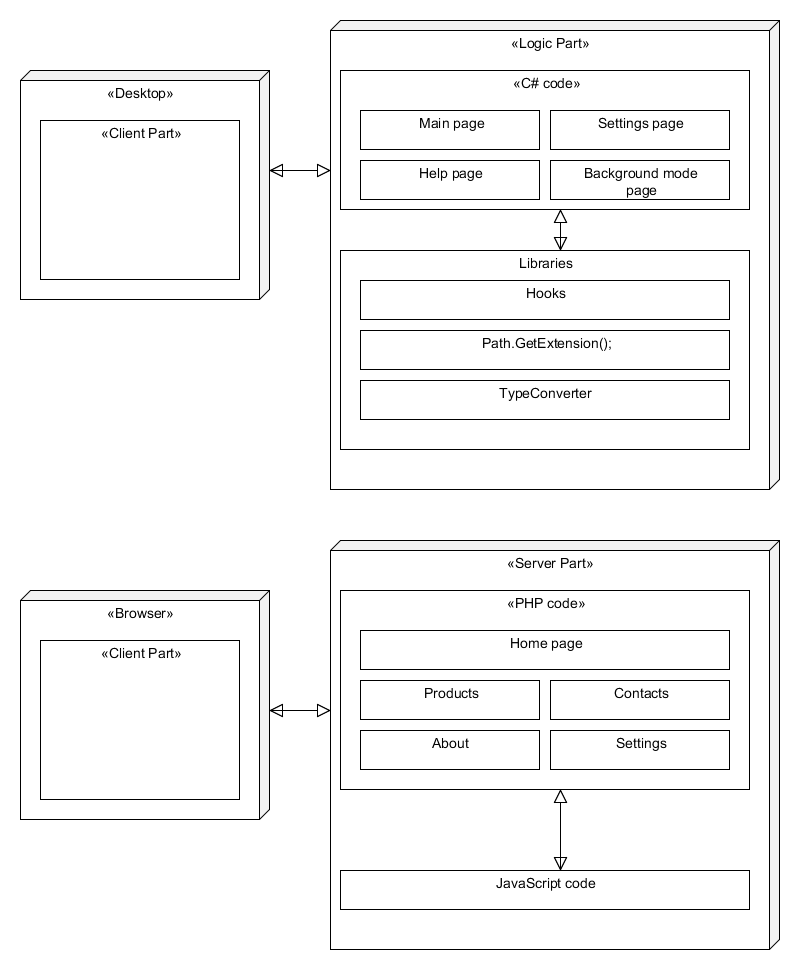 «Logic Part»
«Desktop»
«C# code»
«Client Part»
Main page
Settings page
Help page
Background mode
page
Libraries
Hooks
Path.GetExtension();
TypeConverter
«Server Part»
«Browser»
«PHP code»
«Client Part»
Home page
Products
Contacts
About
Settings
JavaScript code